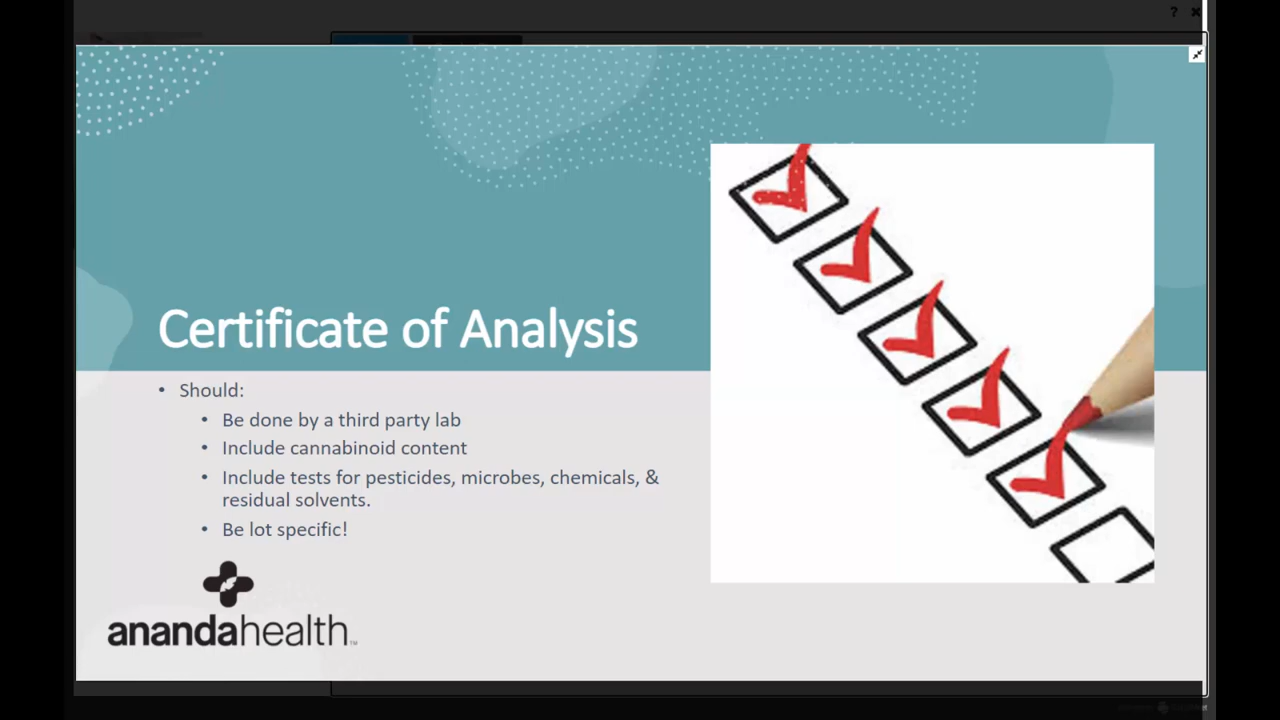 Certificate of Analysis
• Should:
• Be done by a third party lab
• Include cannabinoid content
• Include tests for pesticides, microbes, chemicals, &
residual solvents.
• Be lot specific!
anandahealth™